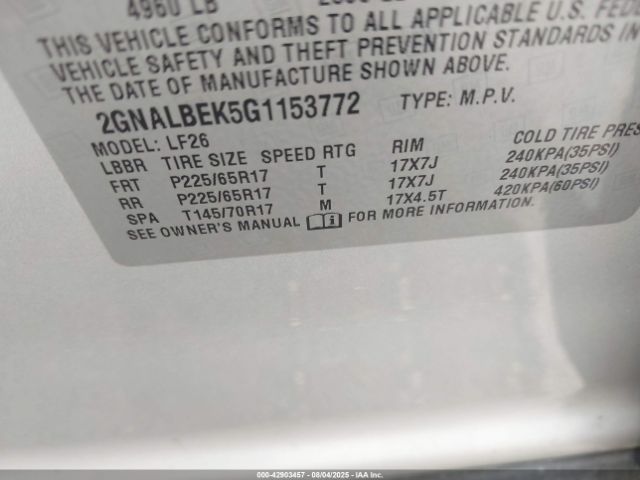 4960 LB
THIS VEHICLE CONFORMS TO ALL APPLICABLE U.S.
VEHICLE SAFETY AND THEFT PREVENTION STANDARDS IN
THE DATE OF MANUFACTURE SHOWN ABOVE.
2GNALBEK5G1153772 TYPE: M.P.V.
MODEL: LF26
LBBR TIRE SIZE SPEED RTG RIM COLD TIRE
FRT P225/65R17 T 17X7J 240KPA(35PSI)
RR P225/65R17 T 17X7J 240KPA(35PSI)
SPA T145/70R17 M 17X4.5T 420KPA(60PSI)
SEE OWNER'S MANUAL FOR MORE INFORMATION.
000-42903457 - 08/04/2025 - IAA Inc.